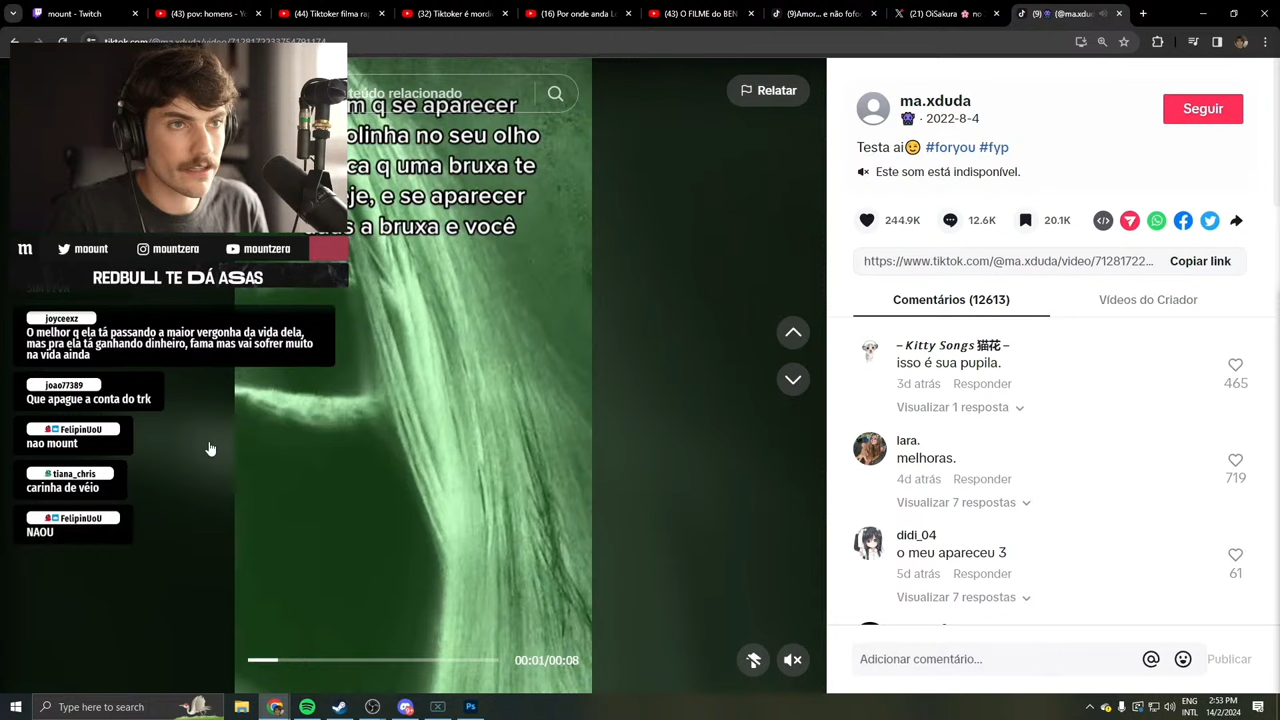 (42) pov: homens - Yo
(44) Tiktoker filma ra
(32) Tiktoker é mord
(16) Por onde anda L
(43) O FILME do BEN
(9)Amor... e não fo
(2) OiSakura
(9) @ma.xdu
mount - Twitch
tiktok.com/@ma.xduda/video/7128172233754791174
teúdo relacionado
Relatar
m q se aparecer
olinha no seu olho
ca q uma bruxa te
je, e se aparecer
a bruxa e você
moount
mountzera
mountzera
REDBULL TE DÁ ASAS
joyceexz
O melhor q ela tá passando a maior vergonha da vida dela,
mas pra ela tá ganhando dinheiro, fama mas vai sofrer muito
na vida ainda
joao77389
Que apague a conta do trk
FelipinUoU
nao mount
tiana_chris
carinha de véio
FelipinUoU
NAOU
00:01/00:08
ma.xduda
· 2022-8-4
Seguir
Testa ai😉 #foryou #fyp
Este som está indisponível.
244.9K
12.6K
20.1K
https://www.tiktok.com/@ma.xduda/video/71281722...
Copiar link
Comentários (12613)
Vídeos do Criador
– Kitty Songs 猫花 –
isso é sua pupila.
3d atrás Responder
465
Visualizar 1 resposta
lara.
melhoras.
4d atrás Responder
719
Visualizar 7 respostas
didi_04
o meu apareceu 3
5d atrás Responder
61
Visualizar 7 respostas
Adicionar comentário...
Publicar
Type here to search
ENG
INTL
2:53 PM
14/2/2024